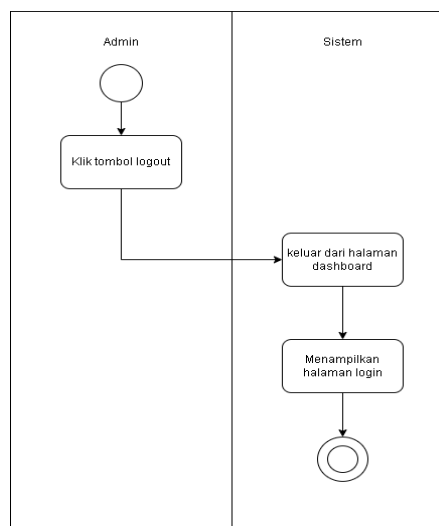 Admin
Sistem
Klik tombol logout
keluar dari halaman
dashboard
Menampilkan
halaman login